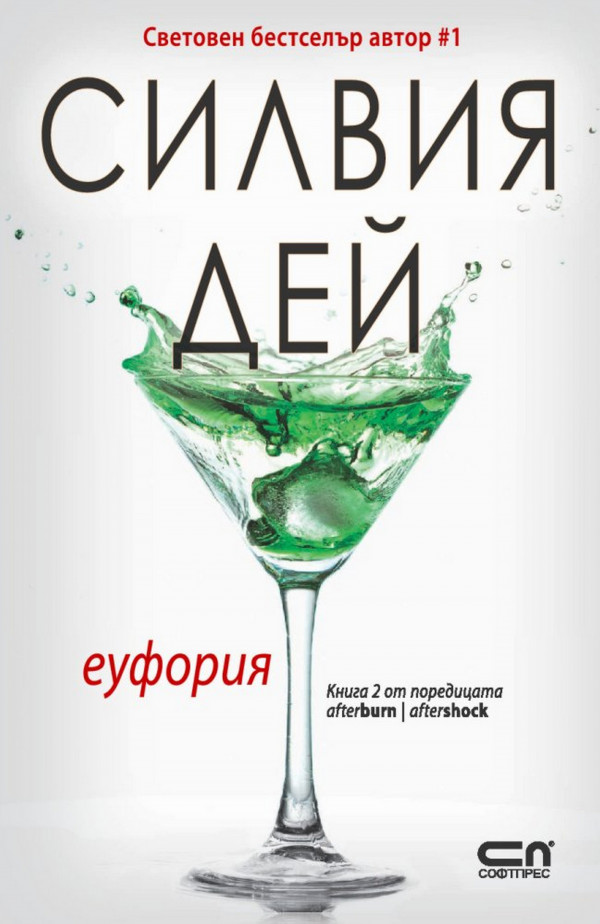 Световен бестселър автор #1
СИЛВИЯ
ДЕЙ
еуфория
Книга 2 от поредицата
afterburn | aftershock
СП®
СОФТПРЕС